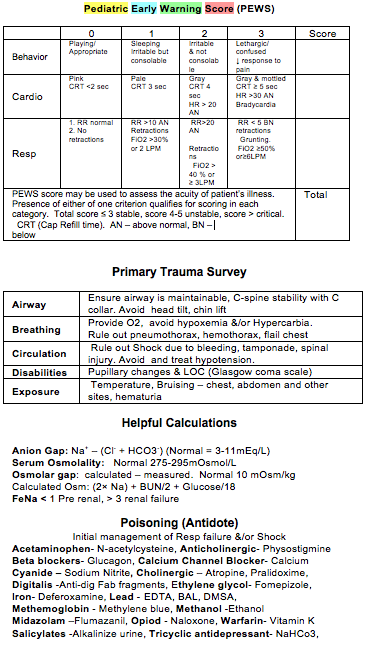 Pediatric Early Warning Score (PEWS)
0 1 2 3 Score
Behavior
Playing/
Appropriate
Sleeping
Irritable but
consolable
Irritable
& not
consolab
le
Lethargic/
confused
↓ response to
pain
Cardio
Pink
CRT <2 sec
Pale
CRT 3 sec
Gray
CRT 4
sec
HR > 20
AN
Gray & mottled
CRT ≥ 5 sec
HR >30 AN
Bradycardia
Resp
1. RR normal
2. No
retractions
RR >10 AN
Retractions
FiO2 >30%
or 2 LPM
RR>20
AN
Retractio
ns
FiO2 >
40 % or
≥ 3LPM
RR < 5 BN
retractions
Grunting.
FiO2 ≥50%
or≥6LPM
PEWS score may be used to assess the acuity of patient's illness.
Presence of either of one criterion qualifies for scoring in each
category. Total score ≤ 3 stable, score 4-5 unstable, score > critical.
CRT (Cap Refill time). AN – above normal, BN –
below
Total
Primary Trauma Survey
Airway
Ensure airway is maintainable, C-spine stability with C
collar. Avoid head tilt, chin lift
Breathing
Provide O2, avoid hypoxemia &/or Hypercarbia.
Rule out pneumothorax, hemothorax, flail chest
Circulation
Rule out Shock due to bleeding, tamponade, spinal
injury. Avoid and treat hypotension.
Disabilities
Pupillary changes & LOC (Glasgow coma scale)
Exposure
Temperature, Bruising – chest, abdomen and other
sites, hematuria
Helpful Calculations
Anion Gap: Na⁺ – (Cl⁻ + HCO3⁻) (Normal = 3-11mEq/L)
Serum Osmolality: Normal 275-295mOsmol/L
Osmolar gap: calculated – measured. Normal 10 mOsm/kg
Calculated Osm: (2× Na) + BUN/2 + Glucose/18
FeNa < 1 Pre renal, > 3 renal failure
Poisoning (Antidote)
Initial management of Resp failure &/or Shock
Acetaminophen- N-acetylcysteine, Anticholinergic- Physostigmine
Beta blockers- Glucagon, Calcium Channel Blocker- Calcium
Cyanide – Sodium Nitrite, Cholinergic – Atropine, Pralidoxime,
Digitalis -Anti-dig Fab fragments, Ethylene glycol- Fomepizole,
Iron- Deferoxamine, Lead - EDTA, BAL, DMSA,
Methemoglobin - Methylene blue, Methanol -Ethanol
Midazolam –Flumazanil, Opiod - Naloxone, Warfarin- Vitamin K
Salicylates -Alkalinize urine, Tricyclic antidepressant- NaHCo3,